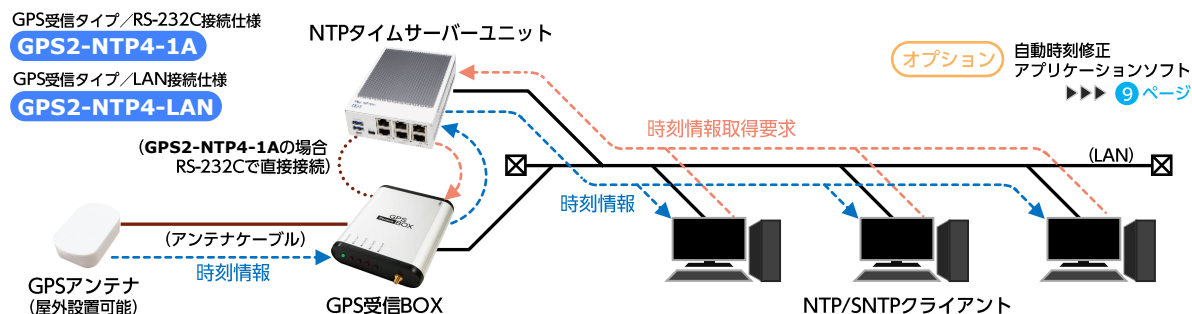 GPS受信タイプ／RS-232C接続仕様
GPS2-NTP4-1A
GPS受信タイプ／LAN接続仕様
GPS2-NTP4-LAN
NTPタイムサーバーユニット
オプション
自動時刻修正
アプリケーションソフト
▶▶▶ 9 ページ
時刻情報取得要求
(GPS2-NTP4-1Aの場合
RS-232Cで直接接続)
(LAN)
時刻情報
GPS
BOX
(アンテナケーブル)
時刻情報
GPSアンテナ
(屋外設置可能)
GPS受信BOX
NTP/SNTPクライアント